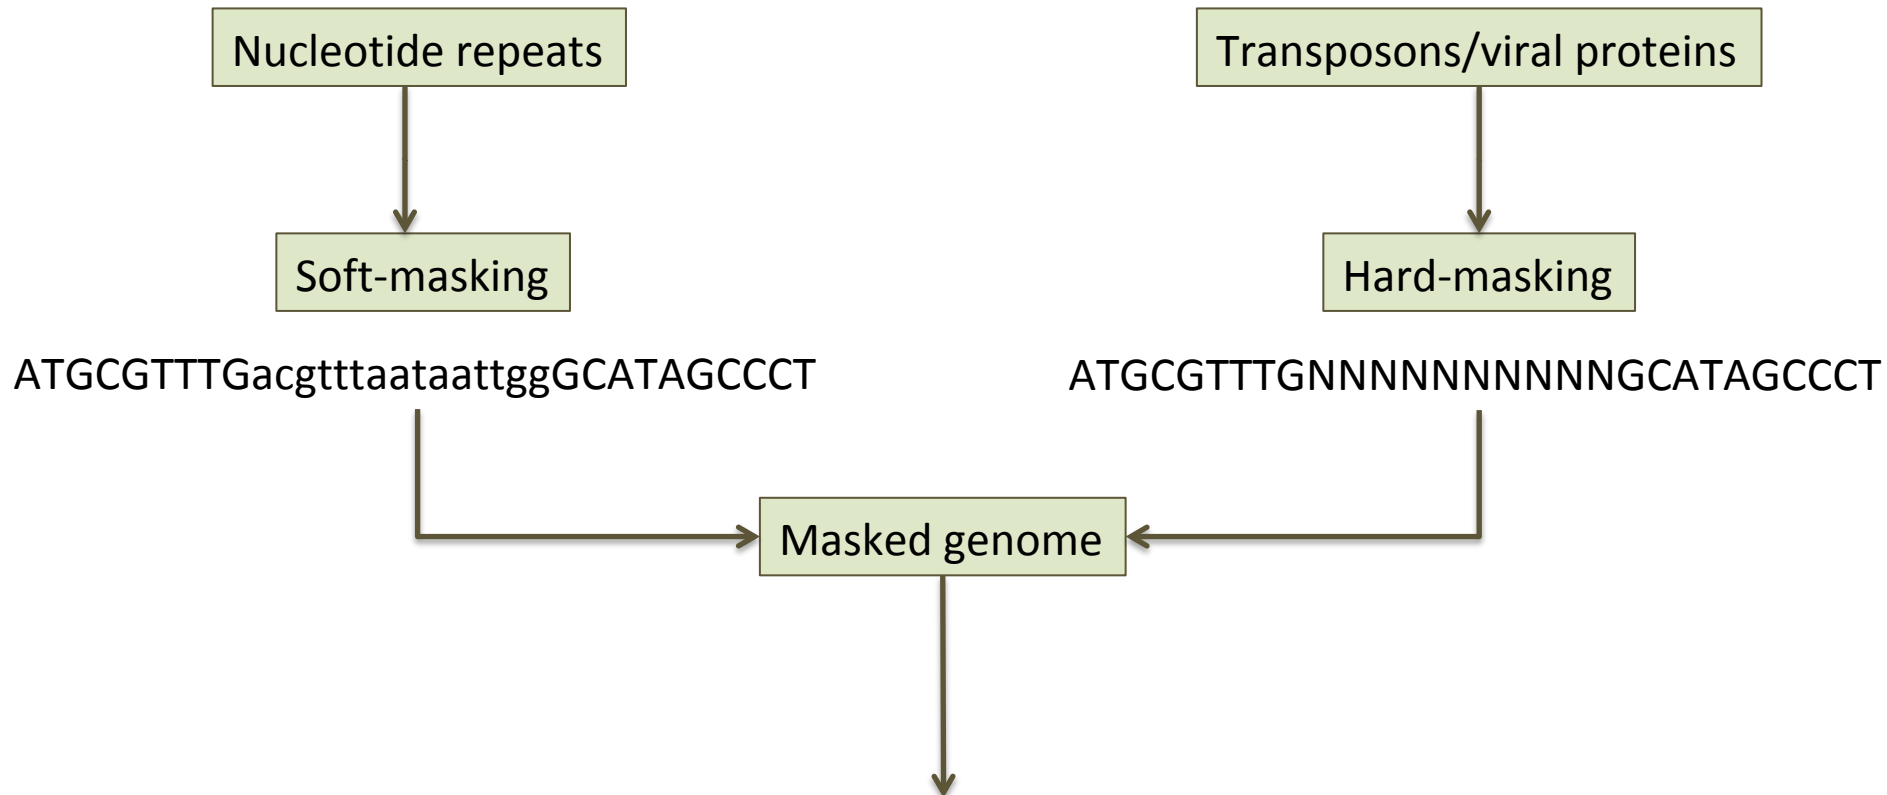 Nucleotide repeats
Transposons/viral proteins
Soft-masking
Hard-masking
ATGCGTTTGacgtttaataattggGCATAGCCCT
ATGCGTTTGNNNNNNNNNNGCATAGCCCT
Masked genome